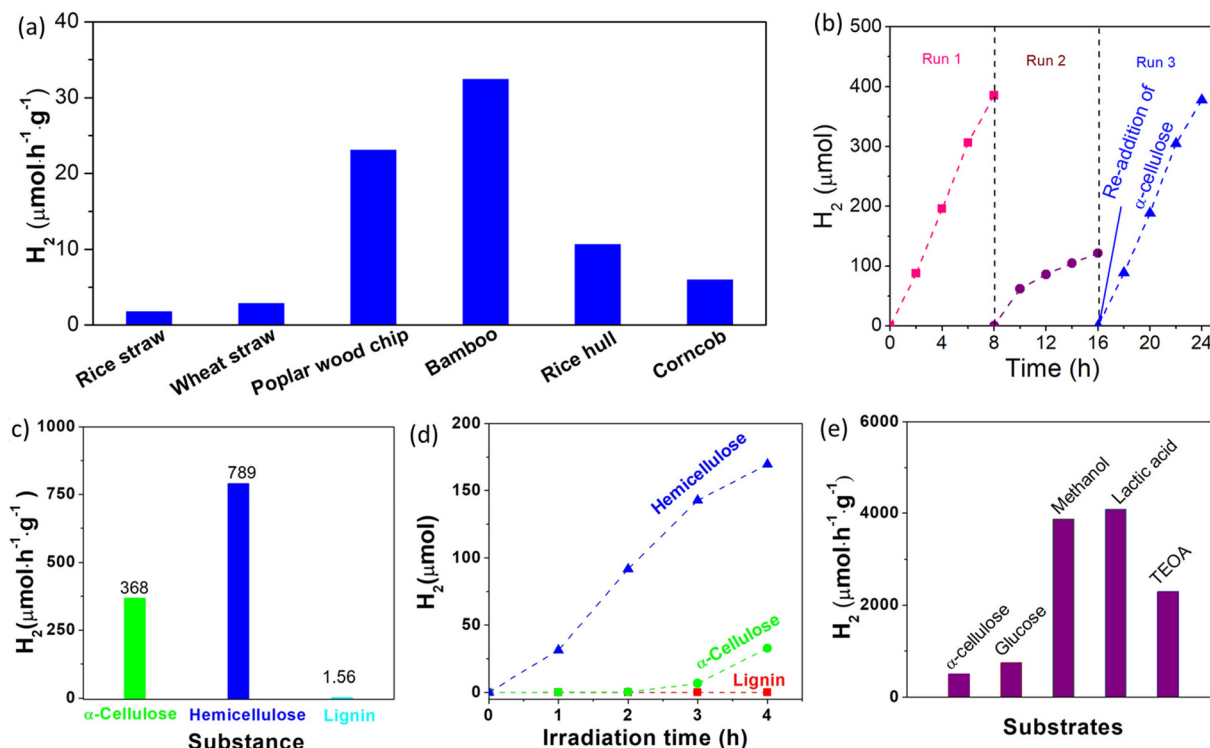 (a)
H₂ (μmol·h⁻¹·g⁻¹)
40
30
20
10
0
Rice straw
Wheat straw
Poplar wood chip
Bamboo
Rice hull
Corncob
(b)
H₂ (μmol)
500
400
300
200
100
0
Run 1
Run 2
Run 3
Re-addition of
α-cellulose
0 4 8 12 16 20 24
Time (h)
c)
H₂(μmol·h⁻¹·g⁻¹)
1000
750
500
250
0
368
789
1.56
α-Cellulose Hemicellulose Lignin
Substance
(d)
H₂(μmol)
200
150
100
50
0
Hemicellulose
α-Cellulose
Lignin
0 1 2 3 4
Irradiation time (h)
(e)
H₂ (μmol·h⁻¹·g⁻¹)
6000
4000
2000
0
α-cellulose
Glucose
Methanol
Lactic acid
TEOA
Substrates